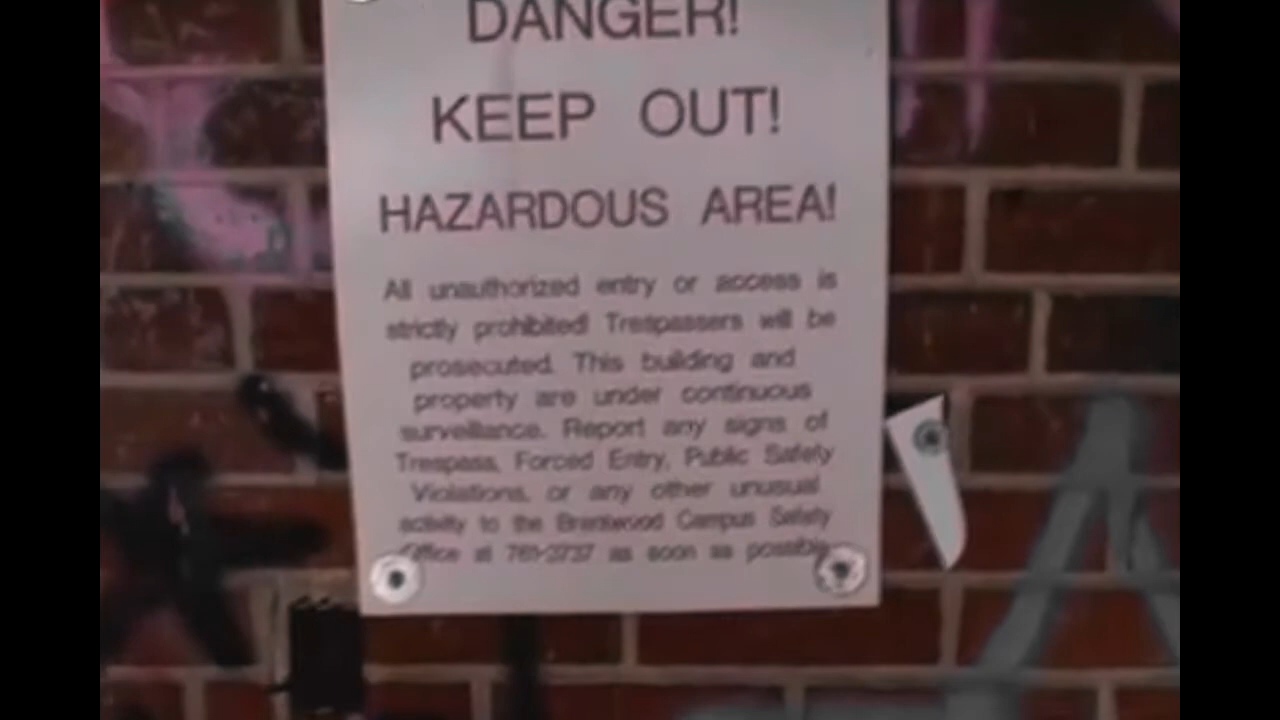 DANGER!
KEEP OUT!
HAZARDOUS AREA!
All unauthorized entry or access is
strictly prohibited! Trespassers will be
prosecuted. This building and
property are under continuous
surveillance. Report any signs of
Trespass, Forced Entry, Public Safety
Violations, or any other unusual
activity to the Brentwood Campus Safety
Office at 761-3737 as soon as possible